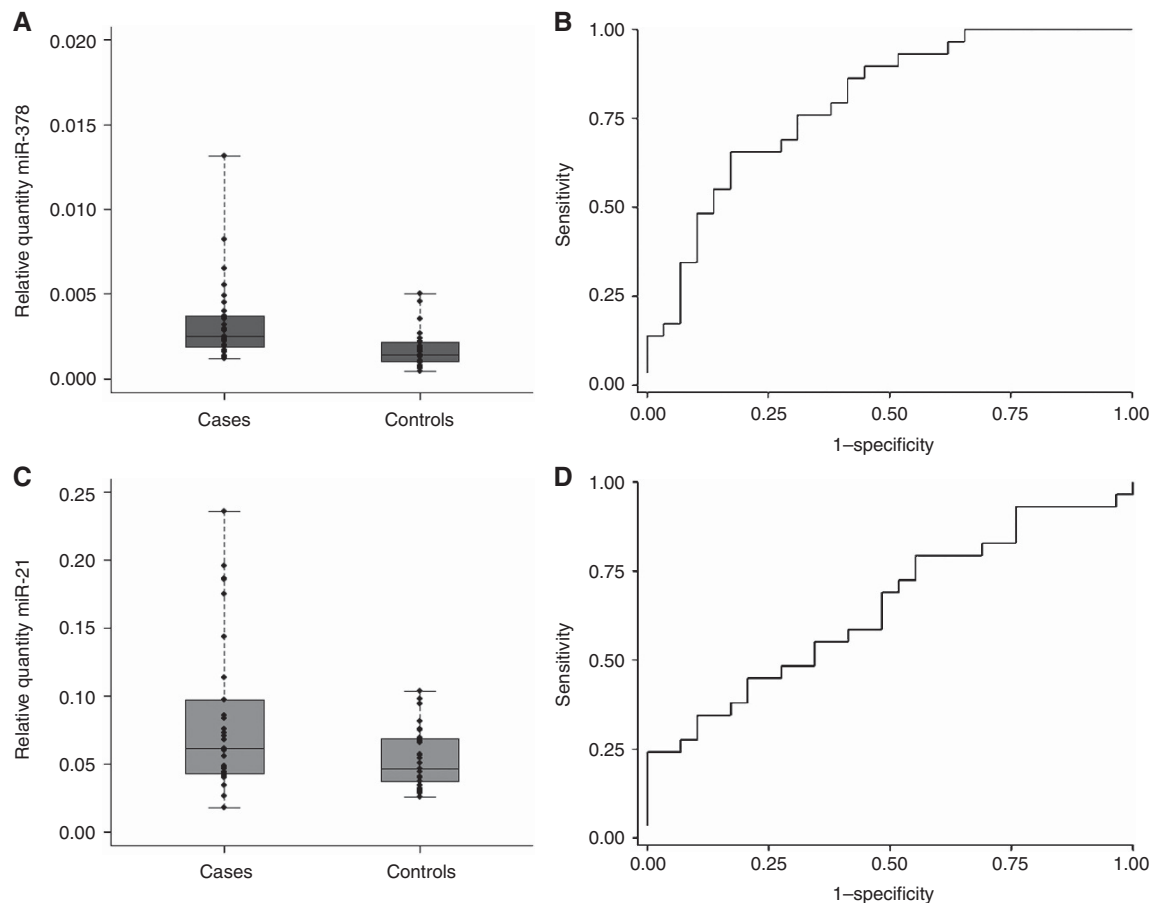 A
Relative quantity miR-378
0.020
0.015
0.010
0.005
0.000
Cases
Controls
B
Sensitivity
1.00
0.75
0.50
0.25
0.00
0.00
0.25
0.50
0.75
1.00
1–specificity
C
Relative quantity miR-21
0.25
0.20
0.15
0.10
0.05
0.00
Cases
Controls
D
Sensitivity
1.00
0.75
0.50
0.25
0.00
0.00
0.25
0.50
0.75
1.00
1–specificity